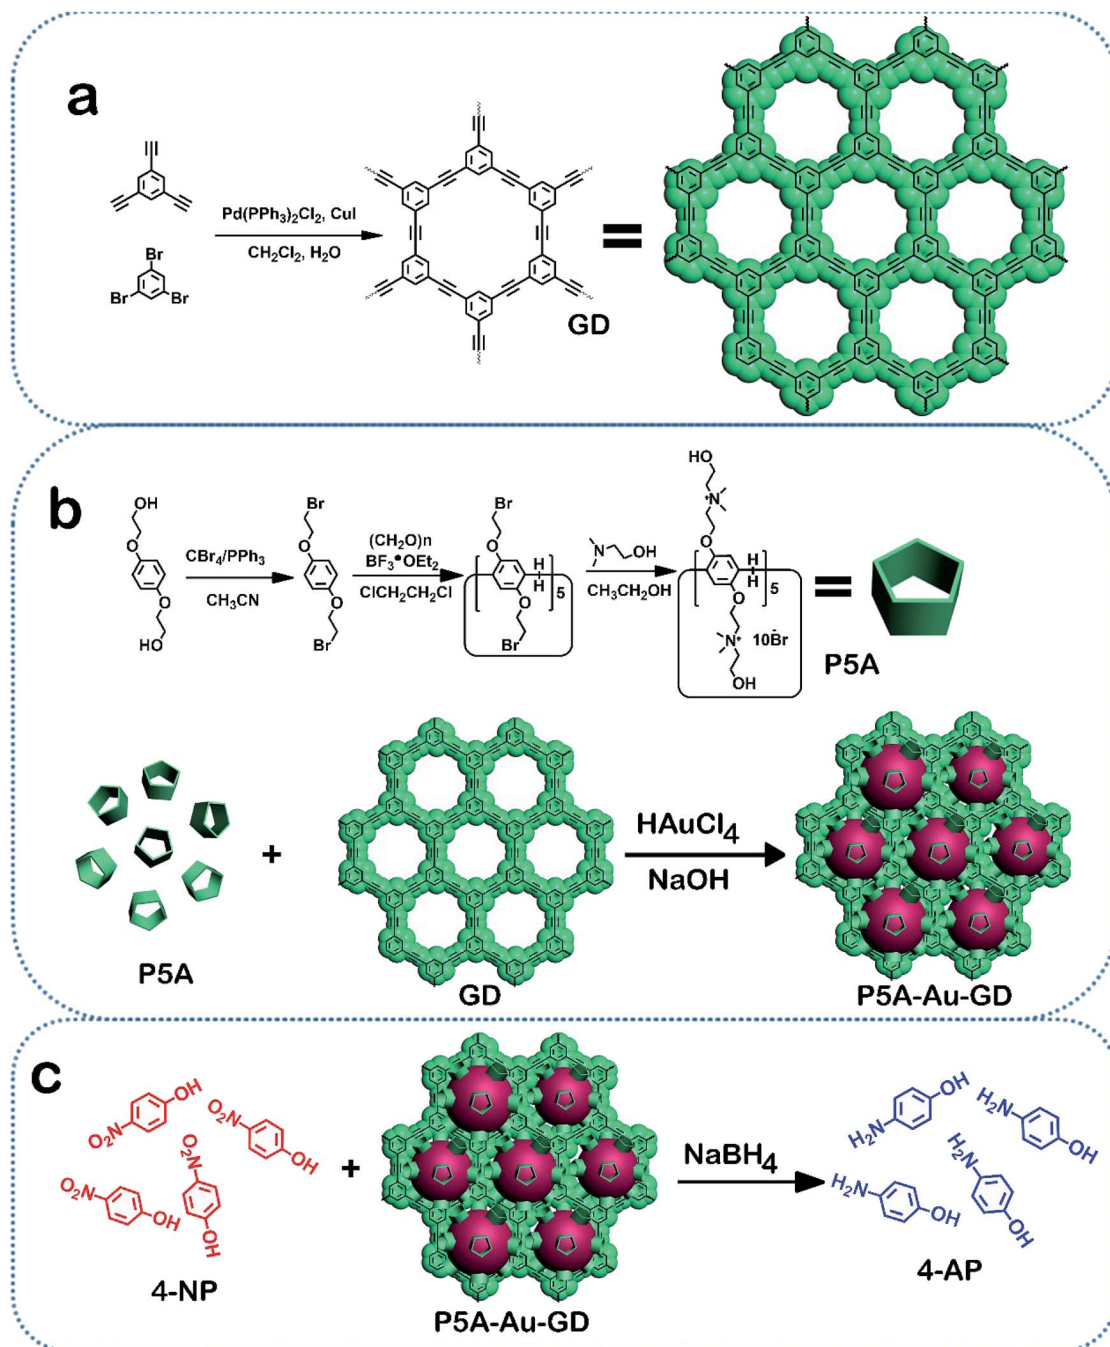 a
Br
Br
Br
Pd(PPh₃)₂Cl₂, CuI
CH₂Cl₂, H₂O
GD
=
b
OH
O
O
HO
CBr₄/PPh₃
CH₃CN
Br
O
O
Br
(CH₂O)n
BF₃•OEt₂
ClCH₂CH₂Cl
Br
O
H
C
H
5
O
Br
N
OH
CH₃CH₂OH
HO
N
+
O
H
C
H
5
O
N+
10Br⁻
OH
=
P5A
P5A
+
GD
HAuCl₄
NaOH
P5A-Au-GD
c
O₂N
OH
O₂N
OH
O₂N
OH
O₂N
OH
4-NP
+
P5A-Au-GD
NaBH₄
H₂N
OH
H₂N
OH
H₂N
OH
H₂N
OH
4-AP